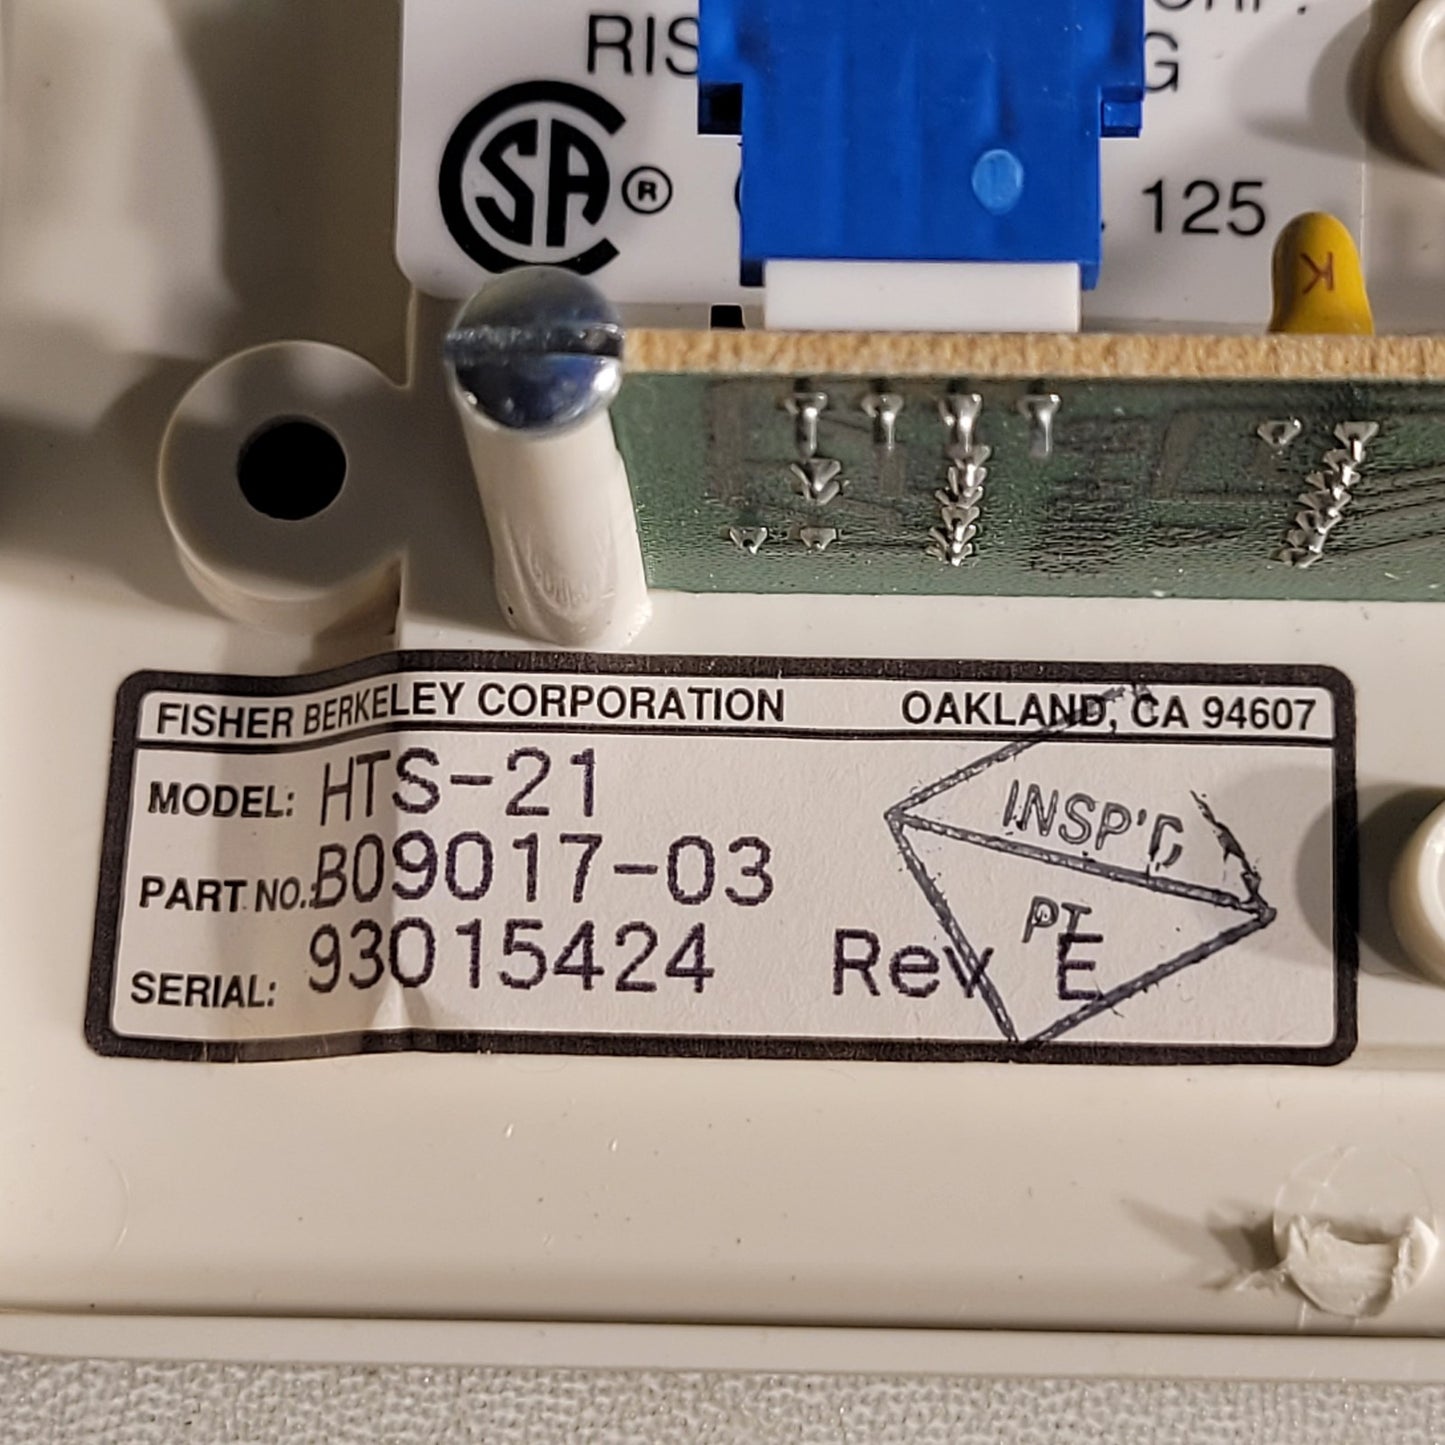 CSA ® 125
K
FISHER BERKELEY CORPORATION OAKLAND, CA 94607
MODEL: HTS-21
INSP'D
PART NO.: B09017-03
PT
SERIAL: 93015424 Rev E